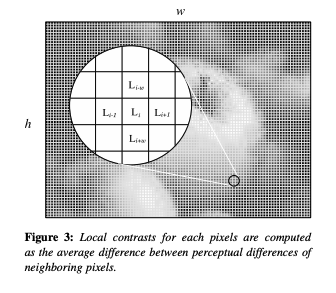 w
h
L_{i-w}
L_{i-1} L_i L_{i+1}
L_{i+w}
Figure 3: Local contrasts for each pixels are computed
as the average difference between perceptual differences of
neighboring pixels.